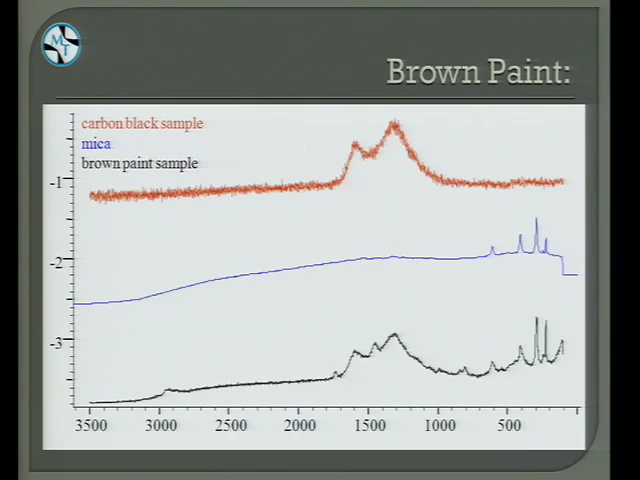 MT
Brown Paint:
carbon black sample
mica
brown paint sample
-1
-2
-3
3500 3000 2500 2000 1500 1000 500